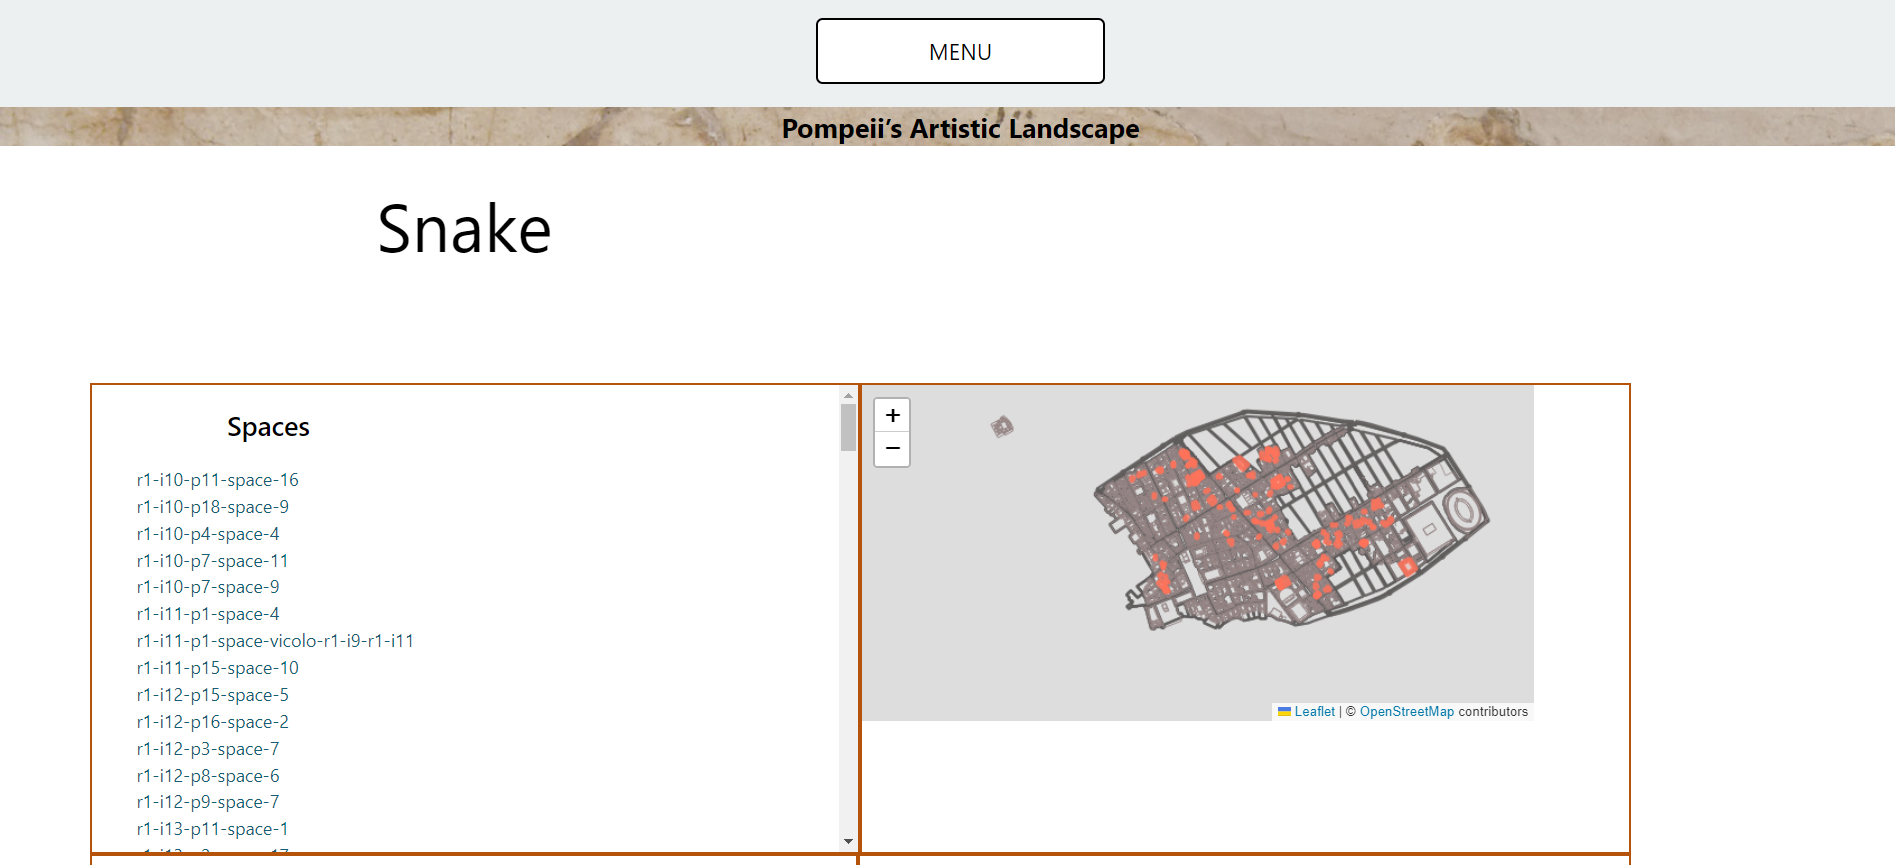 MENU
Pompeii’s Artistic Landscape
Snake
Spaces
r1-i10-p11-space-16
r1-i10-p18-space-9
r1-i10-p4-space-4
r1-i10-p7-space-11
r1-i10-p7-space-9
r1-i11-p1-space-4
r1-i11-p1-space-vicolo-r1-i9-r1-i11
r1-i11-p15-space-10
r1-i12-p15-space-5
r1-i12-p16-space-2
r1-i12-p3-space-7
r1-i12-p8-space-6
r1-i12-p9-space-7
r1-i13-p11-space-1
+
−
Leaflet | © OpenStreetMap contributors